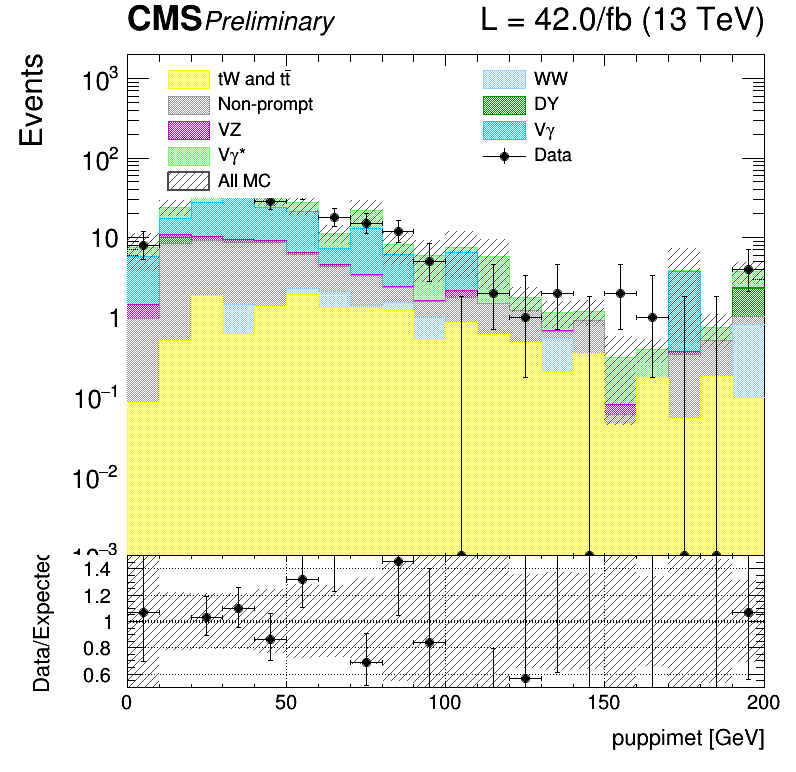 CMS Preliminary L = 42.0/fb (13 TeV)
Events
10³
10²
10
1
10⁻¹
10⁻²
tW and tt̄
Non-prompt
VZ
Vγ*
All MC
WW
DY
Vγ
Data
Data/Expected
1.4
1.2
1
0.8
0.6
0 50 100 150 200
puppimet [GeV]